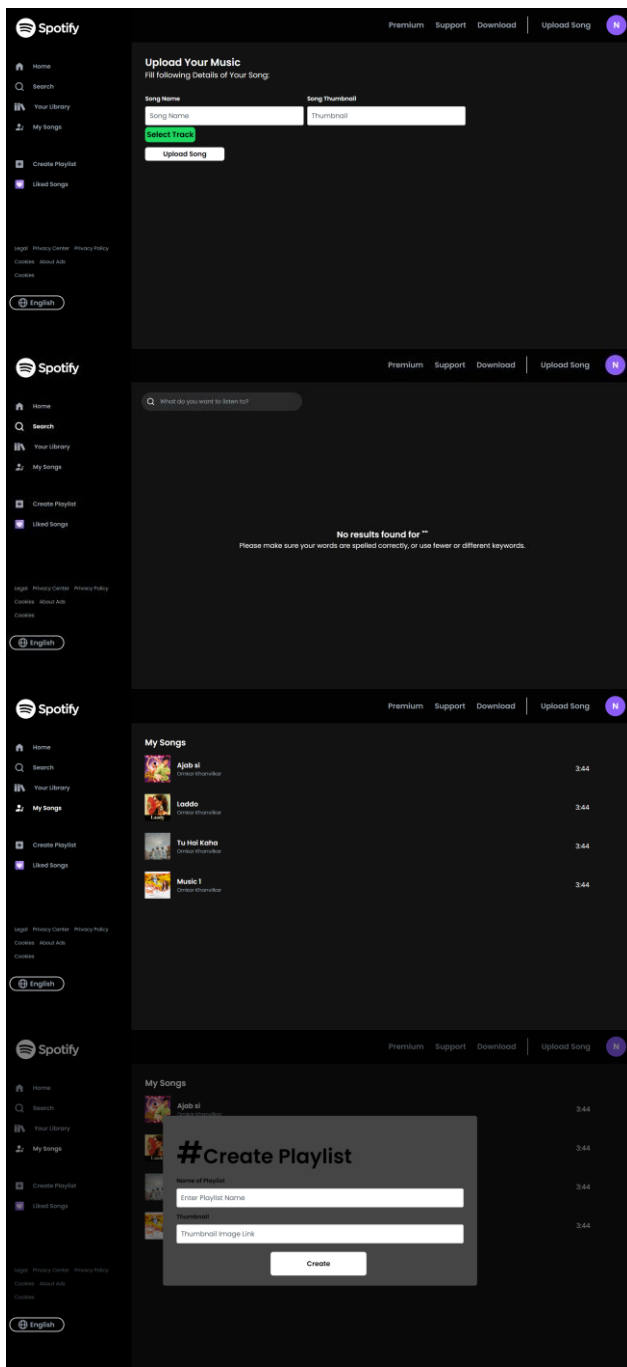 Spotify
Premium Support Download Upload Song N
Home
Search
Your Library
My Songs
Create Playlist
Liked Songs
Legal Privacy Center Privacy Policy
Cookies About Ads
Cookies
English
Upload Your Music
Fill following Details of Your Song:
Song Name Song Thumbnail
Song Name Thumbnail
Select Track
Upload Song
Spotify
Premium Support Download Upload Song N
Home
Search
Your Library
My Songs
Create Playlist
Liked Songs
Legal Privacy Center Privacy Policy
Cookies About Ads
Cookies
English
What do you want to listen to?
No results found for ""
Please make sure your words are spelled correctly, or use fewer or different keywords.
Spotify
Premium Support Download Upload Song N
Home
Search
Your Library
My Songs
Create Playlist
Liked Songs
Legal Privacy Center Privacy Policy
Cookies About Ads
Cookies
English
My Songs
Ajab si 3:44
Omkar Khanvilkar
Laddo 3:44
Omkar Khanvilkar
Tu Hai Kaha 3:44
Omkar Khanvilkar
Music 1 3:44
Omkar Khanvilkar
Spotify
Premium Support Download Upload Song N
Home
Search
Your Library
My Songs
Create Playlist
Liked Songs
Legal Privacy Center Privacy Policy
Cookies About Ads
Cookies
English
My Songs
Ajab si 3:44
Omkar Khanvilkar
3:44
3:44
3:44
#Create Playlist
Name of Playlist
Enter Playlist Name
Thumbnail
Thumbnail Image Link
Create